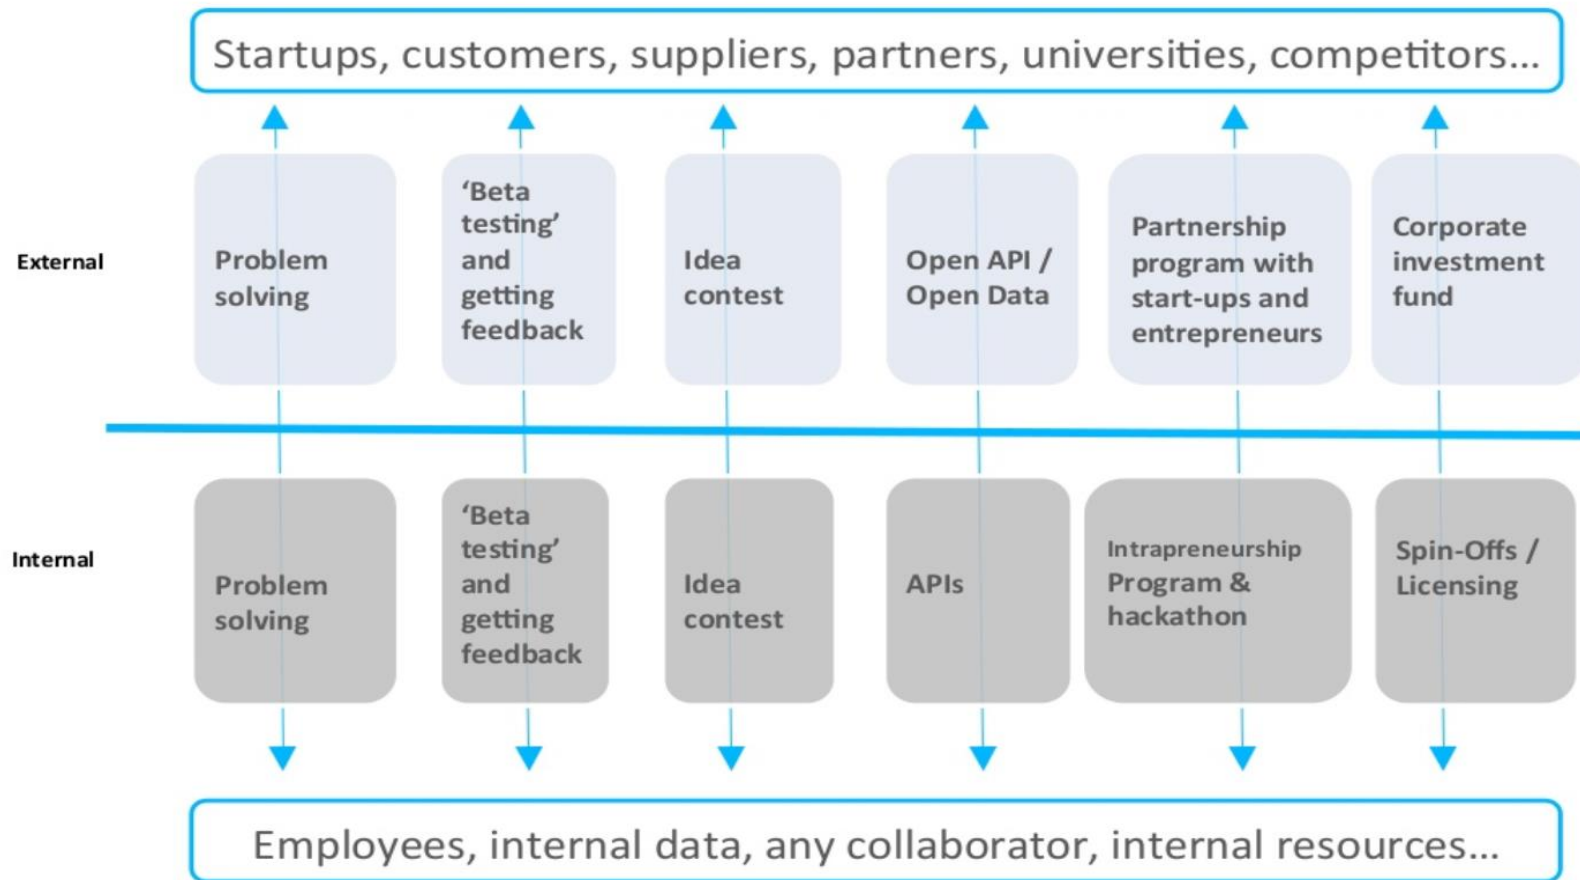 Startups, customers, suppliers, partners, universities, competitors...
External
Problem
solving
‘Beta
testing’
and
getting
feedback
Idea
contest
Open API /
Open Data
Partnership
program with
start-ups and
entrepreneurs
Corporate
investment
fund
Internal
Problem
solving
‘Beta
testing’
and
getting
feedback
Idea
contest
APIs
Intrapreneurship
Program &
hackathon
Spin-Offs /
Licensing
Employees, internal data, any collaborator, internal resources...